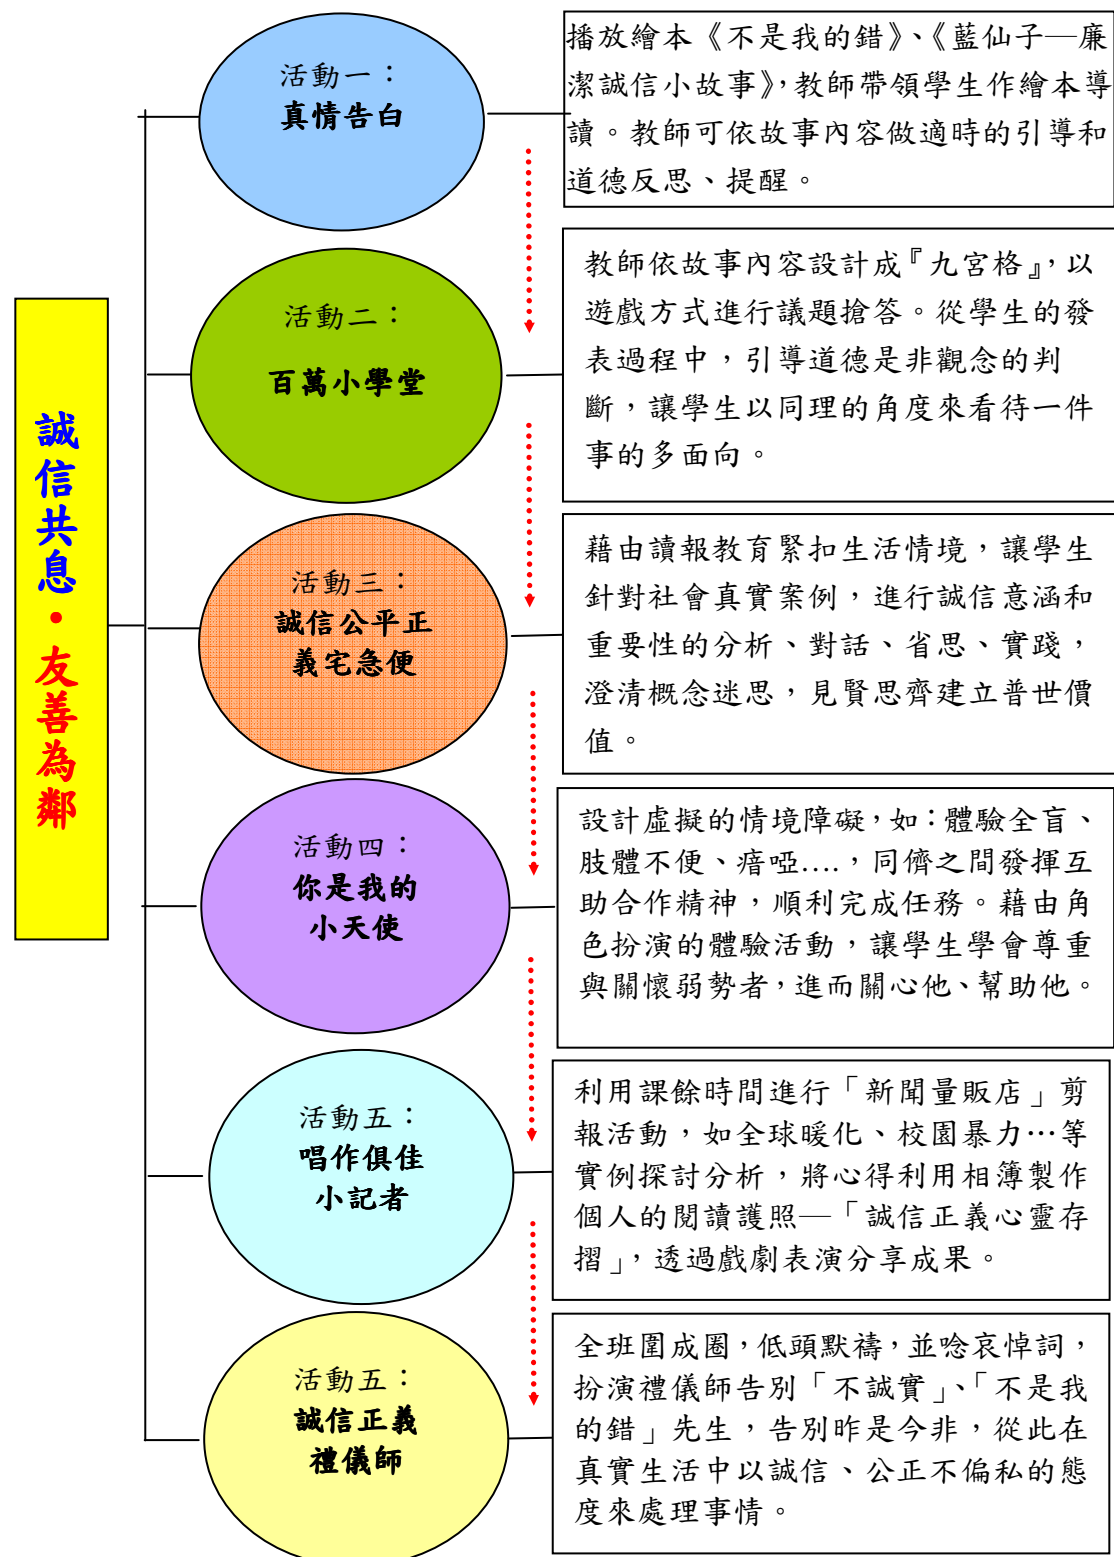 誠信共息•友善為鄰
活動一：
真情告白
播放繪本《不是我的錯》、《藍仙子—廉
潔誠信小故事》，教師帶領學生作繪本導
讀。教師可依故事內容做適時的引導和
道德反思、提醒。
活動二：
百萬小學堂
教師依故事內容設計成『九宮格』，以
遊戲方式進行議題搶答。從學生的發
表過程中，引導道德是非觀念的判
斷，讓學生以同理的角度來看待一件
事的多面向。
活動三：
誠信公平正
義宅急便
藉由讀報教育緊扣生活情境，讓學生
針對社會真實案例，進行誠信意涵和
重要性的分析、對話、省思、實踐，
澄清概念迷思，見賢思齊建立普世價
值。
活動四：
你是我的
小天使
設計虛擬的情境障礙，如：體驗全盲、
肢體不便、瘖啞....，同儕之間發揮互
助合作精神，順利完成任務。藉由角
色扮演的體驗活動，讓學生學會尊重
與關懷弱勢者，進而關心他、幫助他。
活動五：
唱作俱佳
小記者
利用課餘時間進行「新聞量販店」剪
報活動，如全球暖化、校園暴力…等
實例探討分析，將心得利用相簿製作
個人的閱讀護照—「誠信正義心靈存
摺」，透過戲劇表演分享成果。
活動五：
誠信正義
禮儀師
全班圍成圈，低頭默禱，並唸哀悼詞，
扮演禮儀師告別「不誠實」、「不是我
的錯」先生，告別昨是今非，從此在
真實生活中以誠信、公正不偏私的態
度來處理事情。